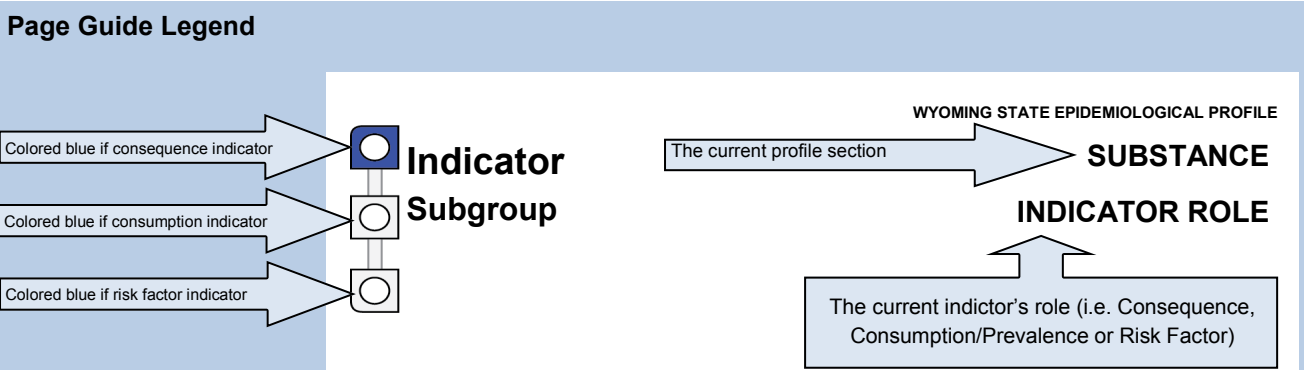 Page Guide Legend
WYOMING STATE EPIDEMIOLOGICAL PROFILE
Colored blue if consequence indicator
Indicator
The current profile section
SUBSTANCE
Colored blue if consumption indicator
Subgroup
INDICATOR ROLE
Colored blue if risk factor indicator
The current indictor’s role (i.e. Consequence,
Consumption/Prevalence or Risk Factor)